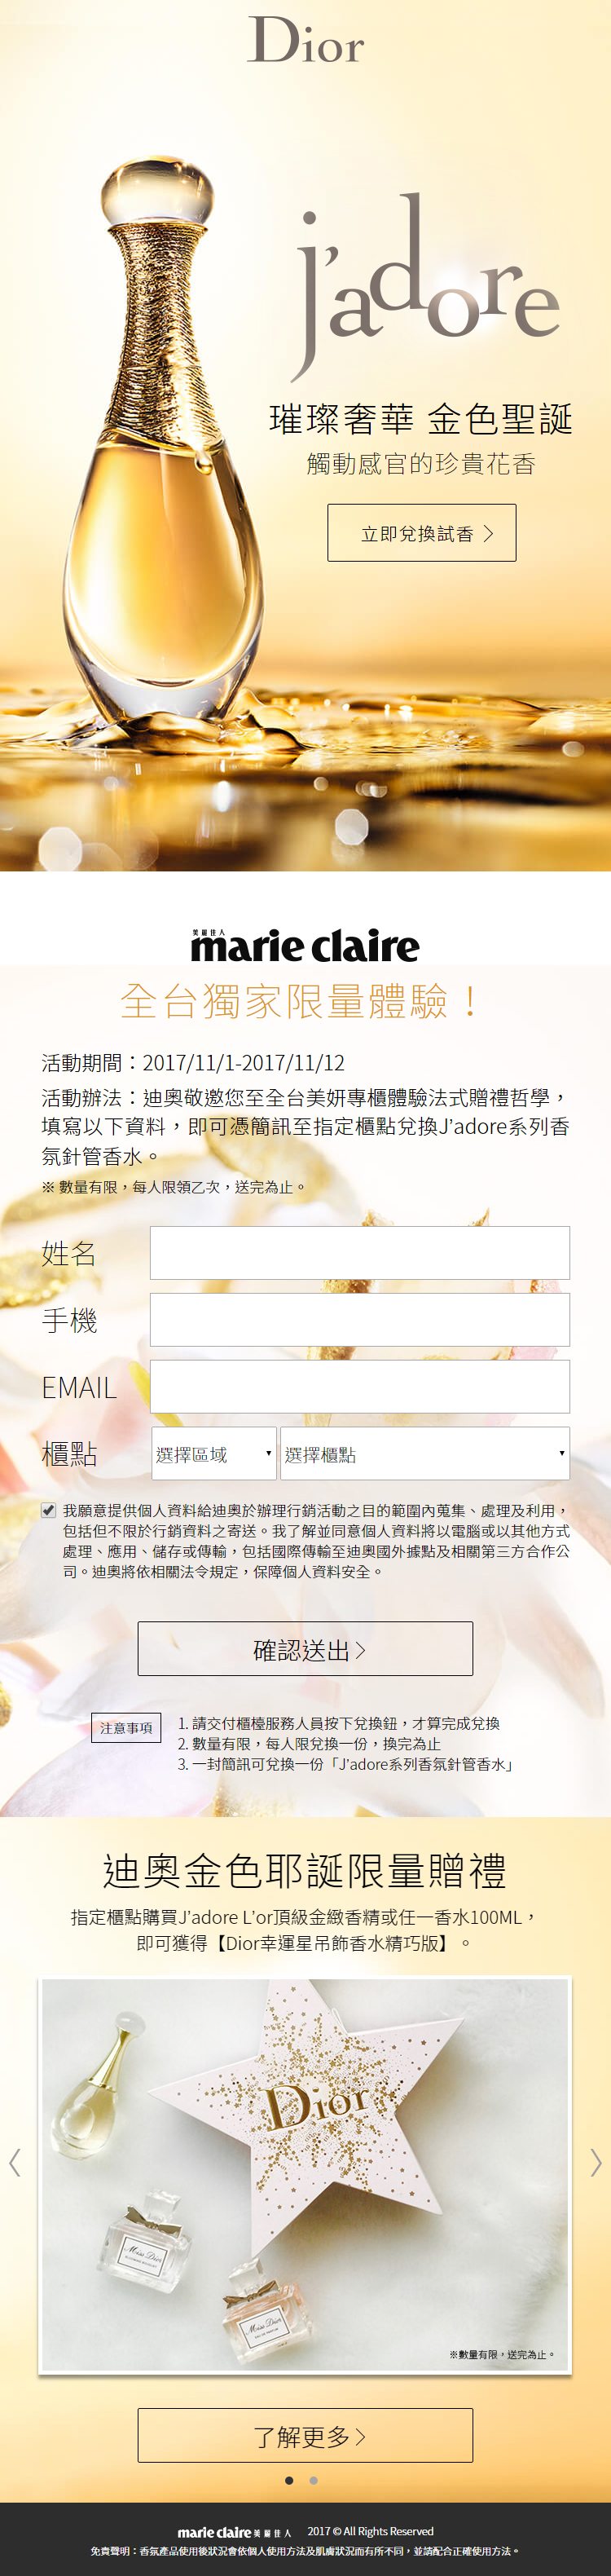 Dior
j'adore
璀璨奢華 金色聖誕
觸動感官的珍貴花香
立即兌換試香
美麗佳人
marie claire
全台獨家限量體驗！
活動期間：2017/11/1-2017/11/12
活動辦法：迪奧敬邀您至全台美妍專櫃體驗法式贈禮哲學，
填寫以下資料，即可憑簡訊至指定櫃點兌換J’adore系列香
氛針管香水。
※ 數量有限，每人限領乙次，送完為止。
姓名
手機
EMAIL
櫃點 選擇區域 選擇櫃點
我願意提供個人資料給迪奧於辦理行銷活動之目的範圍內蒐集、處理及利用，
包括但不限於行銷資料之寄送。我了解並同意個人資料將以電腦或以其他方式
處理、應用、儲存或傳輸，包括國際傳輸至迪奧國外據點及相關第三方合作公
司。迪奧將依相關法令規定，保障個人資料安全。
確認送出
注意事項
1. 請交付櫃檯服務人員按下兌換鈕，才算完成兌換
2. 數量有限，每人限兌換一份，換完為止
3. 一封簡訊可兌換一份「J’adore系列香氛針管香水」
迪奧金色耶誕限量贈禮
指定櫃點購買J’adore L’or頂級金緻香精或任一香水100ML，
即可獲得【Dior幸運星吊飾香水精巧版】。
Dior
Miss Dior
Miss Dior
※數量有限，送完為止。
了解更多
marie claire 美麗佳人 2017 © All Rights Reserved
免責聲明：香氛產品使用後狀況會依個人使用方法及肌膚狀況而有所不同，並請配合正確使用方法。